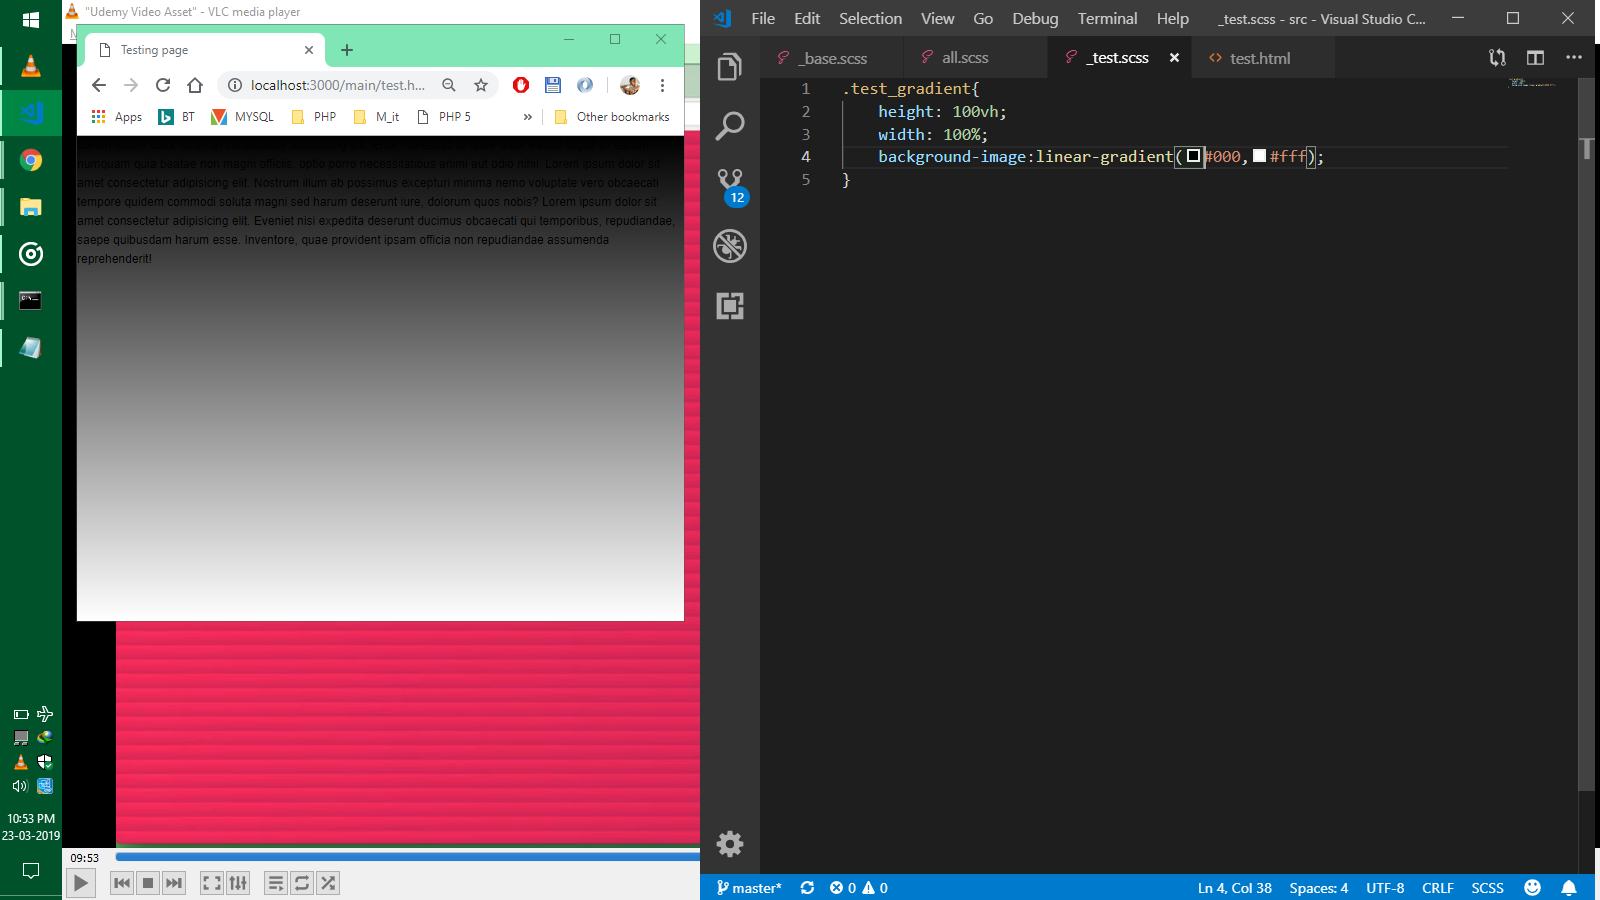 "Udemy Video Asset" - VLC media player
Testing page
localhost:3000/main/test.h...
Apps
BT
MYSQL
PHP
M_it
PHP 5
»
Other bookmarks
numquam quia beatae non magni officiis, optio porro necessitatibus animi aut odio nihil. Lorem ipsum dolor sit
amet consectetur adipisicing elit. Nostrum illum ab possimus excepturi minima nemo voluptate vero obcaecati
tempore quidem commodi soluta magni sed harum deserunt iure, dolorum quos nobis? Lorem ipsum dolor sit
amet consectetur adipisicing elit. Eveniet nisi expedita deserunt ducimus obcaecati qui temporibus, repudiandae,
saepe quibusdam harum esse. Inventore, quae provident ipsam officia non repudiandae assumenda
reprehenderit!
10:53 PM
23-03-2019
09:53
File Edit Selection View Go Debug Terminal Help
_test.scss - src - Visual Studio C...
_base.scss
all.scss
_test.scss
test.html
12
1 .test_gradient{
2 height: 100vh;
3 width: 100%;
4 background-image:linear-gradient(#000,#fff);
5 }
master*
0 0
Ln 4, Col 38
Spaces: 4
UTF-8
CRLF
SCSS